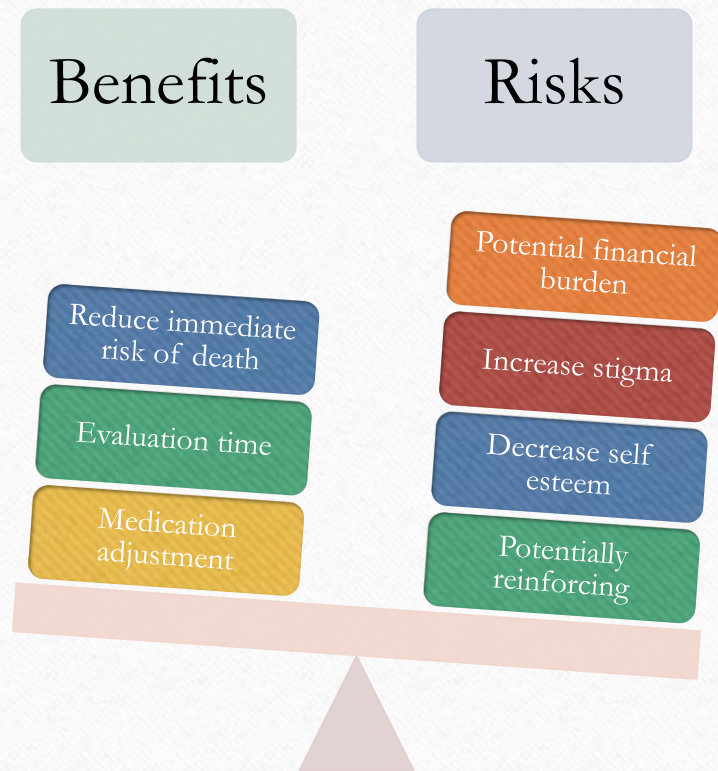 Benefits
Risks
Reduce immediate
risk of death
Evaluation time
Medication
adjustment
Potential financial
burden
Increase stigma
Decrease self
esteem
Potentially
reinforcing